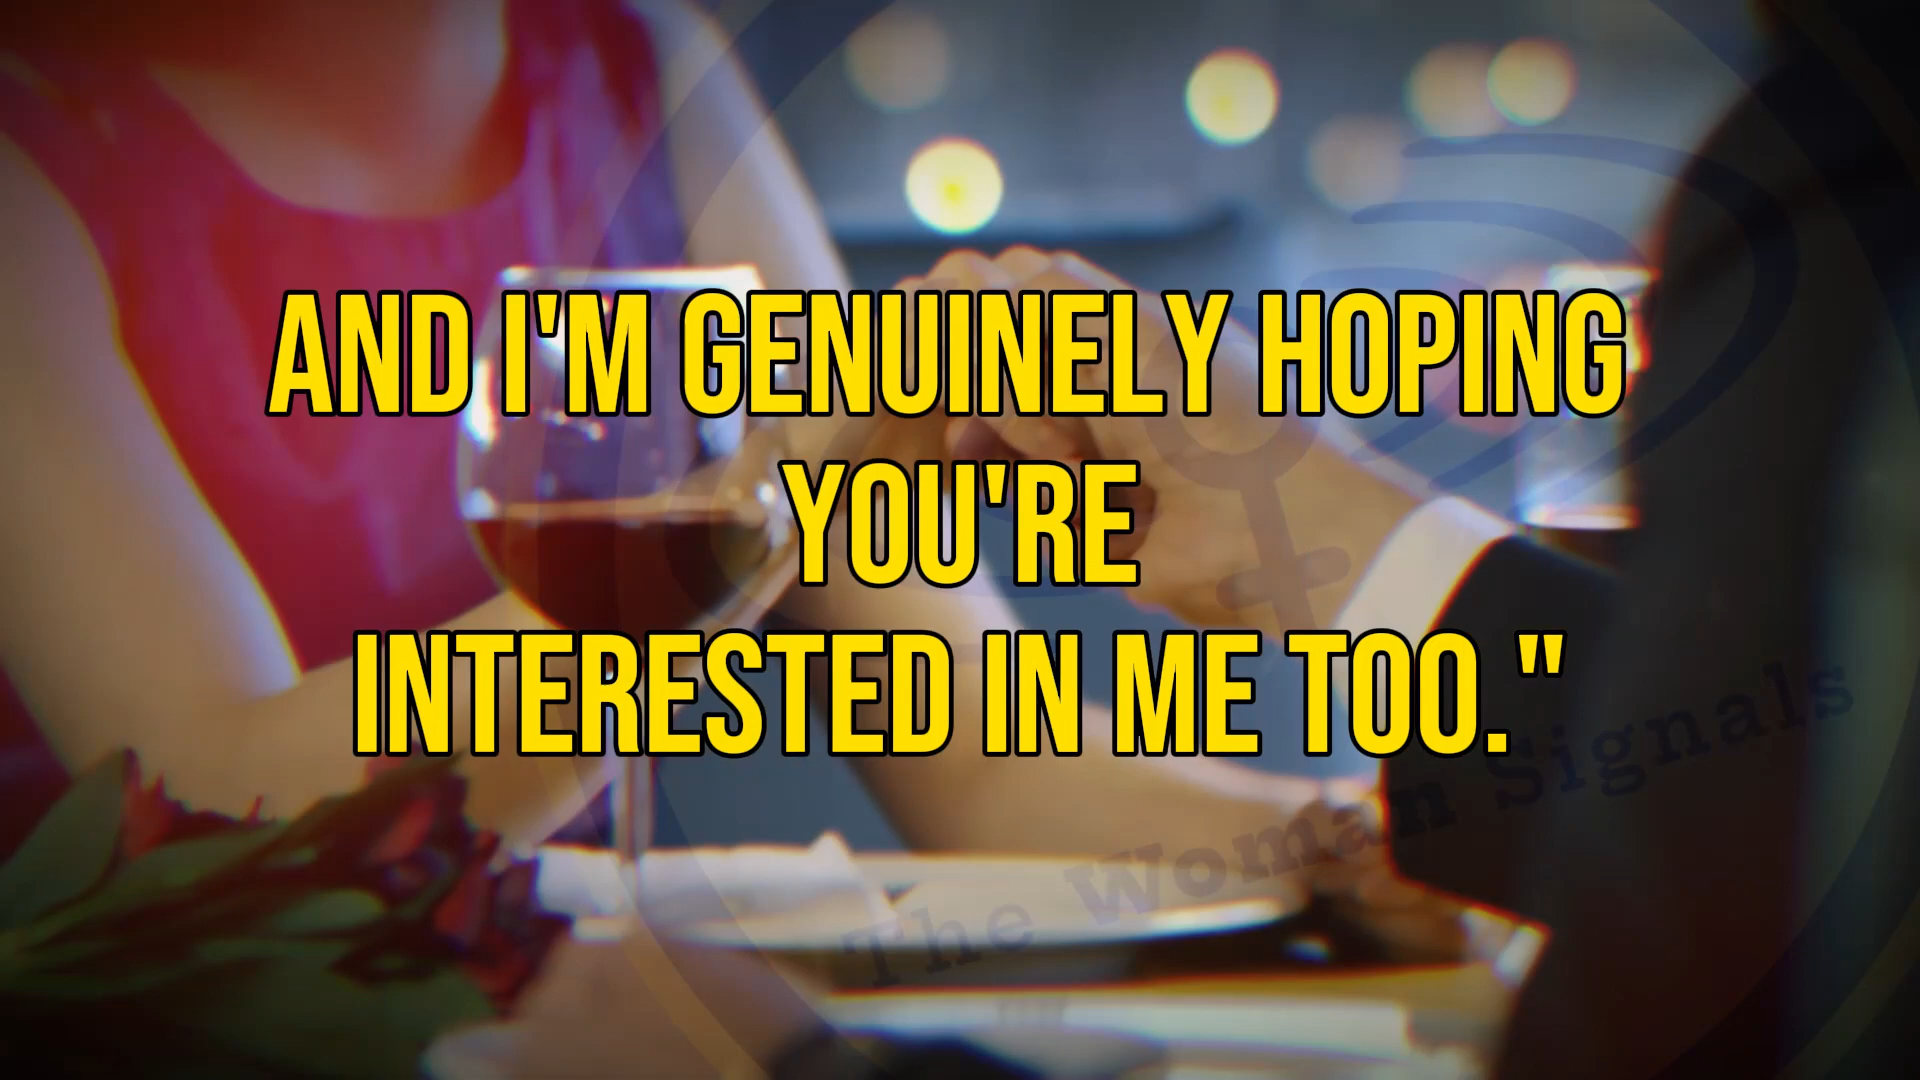 AND I'M GENUINELY HOPING
YOU'RE
INTERESTED IN ME TOO."
The Woman Signals